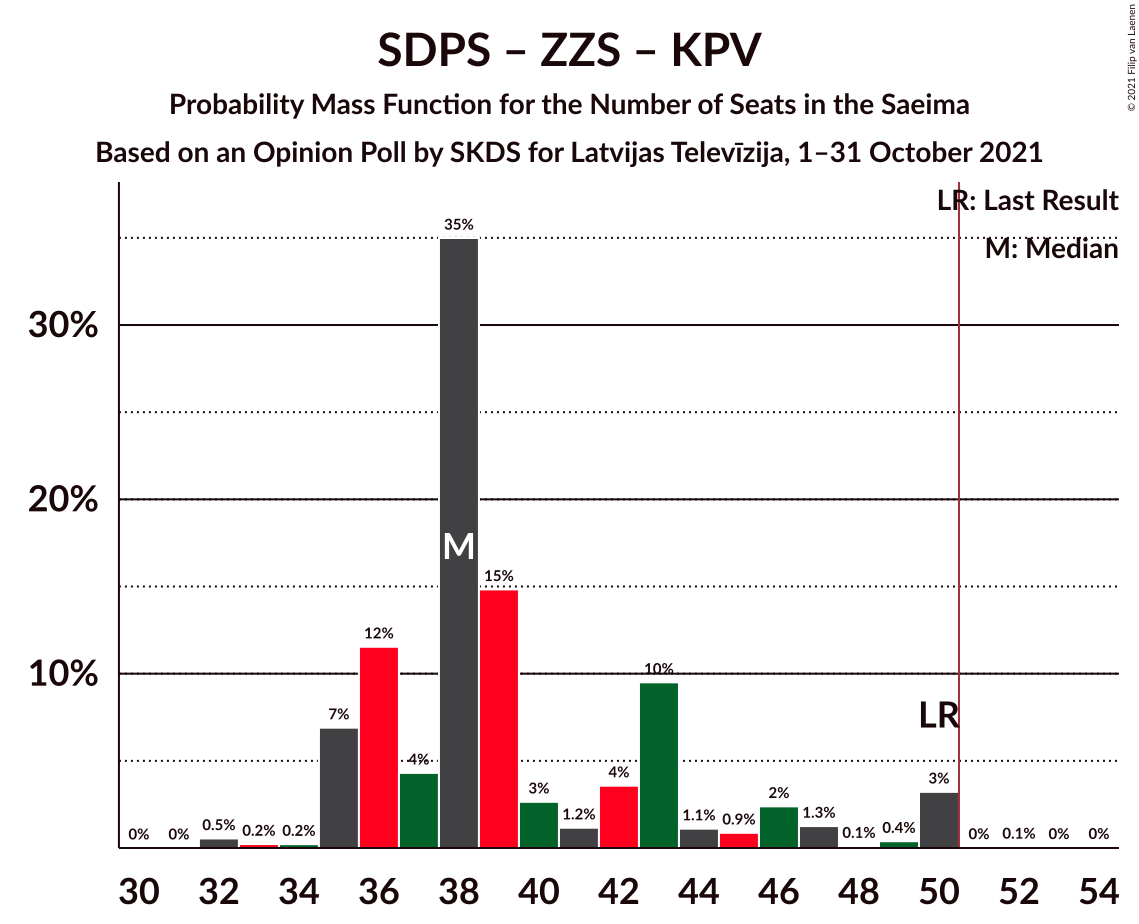 SDPS – ZZS – KPV
Probability Mass Function for the Number of Seats in the Saeima
Based on an Opinion Poll by SKDS for Latvijas Televīzija, 1–31 October 2021
© 2021 Filip van Laenen
LR: Last Result
M: Median
35%
30%
M
20%
15%
12%
10%
10%
7%
LR
4%
3%
4%
1.2%
1.1%
0.9%
2%
1.3%
3%
0% 0% 0.5% 0.2% 0.2% 0.1% 0.4% 0% 0.1% 0% 0%
30 32 34 36 38 40 42 44 46 48 50 52 54